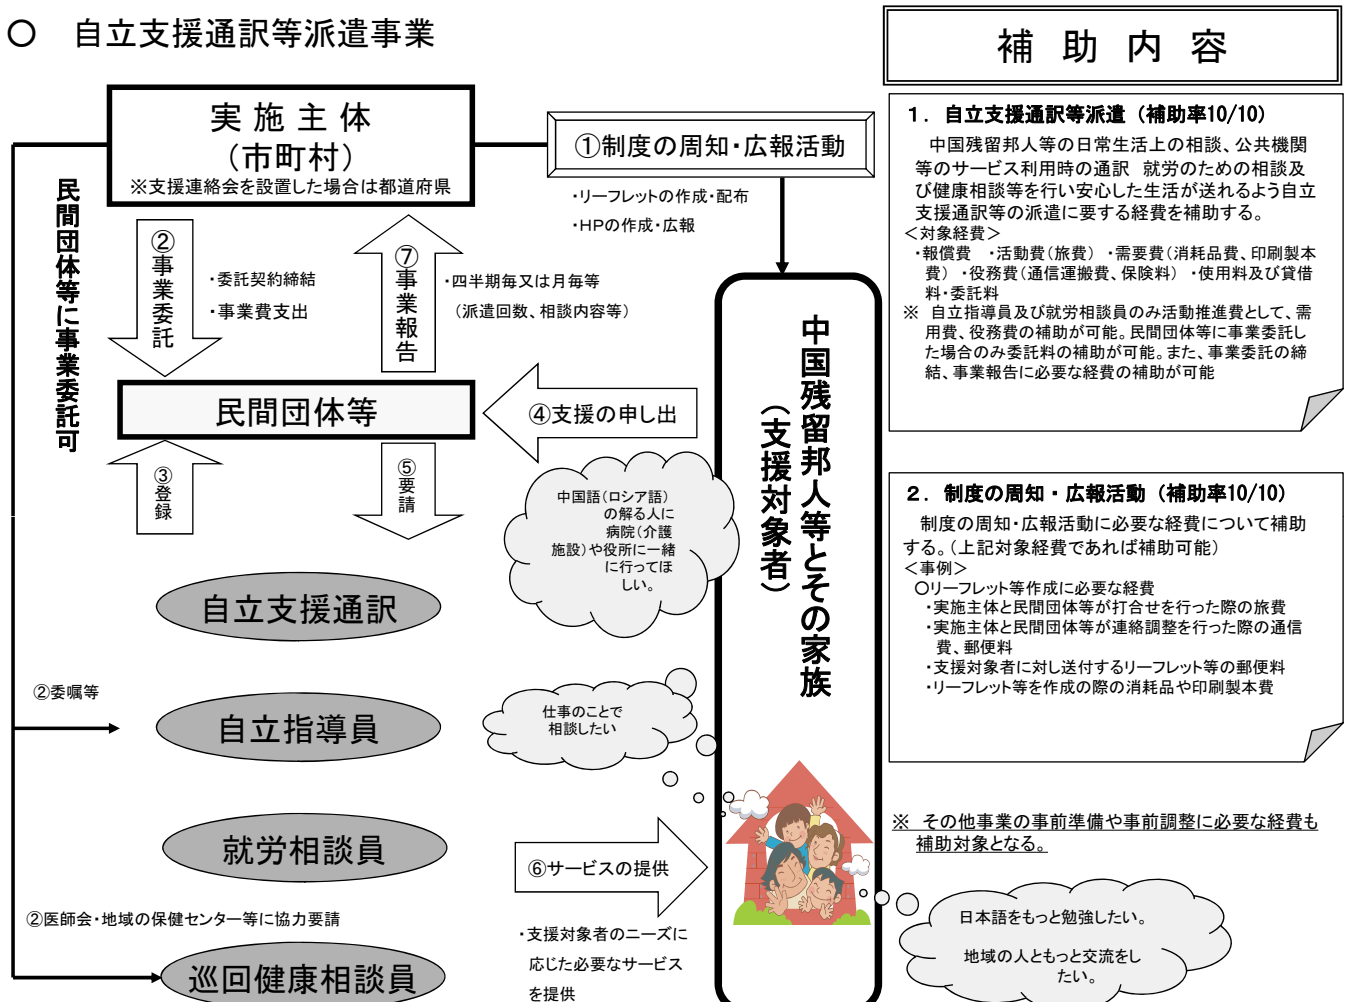 ○　自立支援通訳等派遣事業
実 施 主 体
（市町村）
※支援連絡会を設置した場合は都道府県
民間団体等に事業委託可
①制度の周知・広報活動
・リーフレットの作成・配布
・HPの作成・広報
②事業委託
・委託契約締結
・事業費支出
⑦事業報告
・四半期毎又は月毎等
（派遣回数、相談内容等）
民間団体等
④支援の申し出
③登録
⑤要請
中国語（ロシア語）
の解る人に
病院（介護
施設）や役所に一緒
に行ってほ
しい。
中国残留邦人等とその家族
（支援対象者）
自立支援通訳
②委嘱等
自立指導員
仕事のことで
相談したい
就労相談員
⑥サービスの提供
②医師会・地域の保健センター等に協力要請
巡回健康相談員
・支援対象者のニーズに
応じた必要なサービス
を提供
補 助 内 容
１．自立支援通訳等派遣（補助率10/10）
中国残留邦人等の日常生活上の相談、公共機関
等のサービス利用時の通訳 就労のための相談及
び健康相談等を行い安心した生活が送れるよう自立
支援通訳等の派遣に要する経費を補助する。
＜対象経費＞
・報償費 ・活動費（旅費） ・需要費（消耗品費、印刷製本
費） ・役務費（通信運搬費、保険料） ・使用料及び賃借
料・委託料
※ 自立指導員及び就労相談員のみ活動推進費として、需
用費、役務費の補助が可能。民間団体等に事業委託し
た場合のみ委託料の補助が可能。また、事業委託の締
結、事業報告に必要な経費の補助が可能
２．制度の周知・広報活動（補助率10/10）
制度の周知・広報活動に必要な経費について補助
する。（上記対象経費であれば補助可能）
＜事例＞
○リーフレット等作成に必要な経費
・実施主体と民間団体等が打合せを行った際の旅費
・実施主体と民間団体等が連絡調整を行った際の通信
費、郵便料
・支援対象者に対し送付するリーフレット等の郵便料
・リーフレット等を作成の際の消耗品や印刷製本費
※ その他事業の事前準備や事前調整に必要な経費も
補助対象となる。
日本語をもっと勉強したい。
地域の人ともっと交流をし
たい。